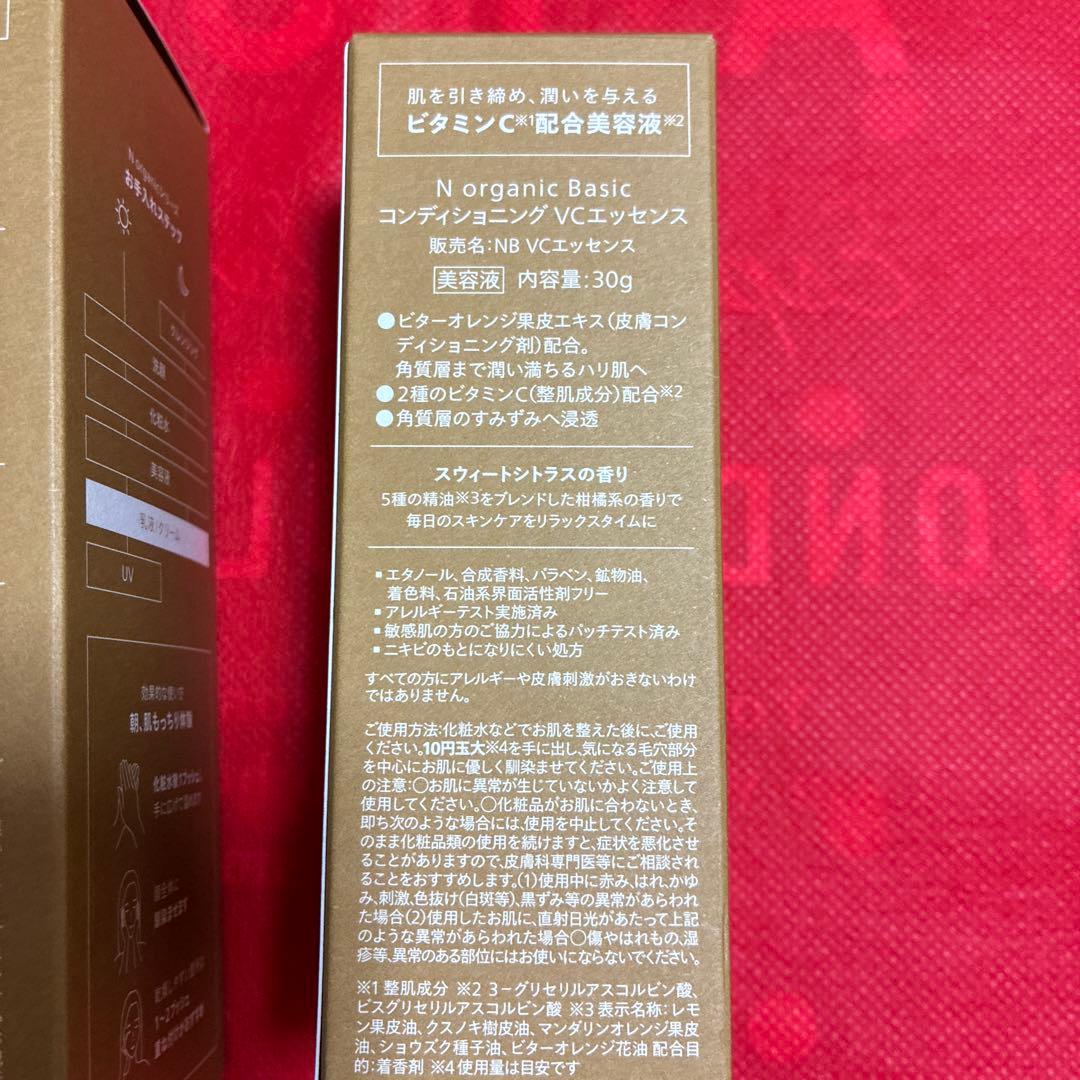 肌を引き締め、潤いを与える
ビタミンC※1配合美容液※2
N organic Basic
コンディショニング VCエッセンス
販売名:NB VCエッセンス
美容液 内容量:30g
●ビターオレンジ果皮エキス(皮膚コン
ディショニング剤)配合。
角質層まで潤い満ちるハリ肌へ
●2種のビタミンC(整肌成分)配合※2
●角質層のすみずみへ浸透
スウィートシトラスの香り
5種の精油※3をブレンドした柑橘系の香りで
毎日のスキンケアをリラックスタイムに
▪エタノール、合成香料、パラベン、鉱物油、
着色料、石油系界面活性剤フリー
▪アレルギーテスト実施済み
▪敏感肌の方のご協力によるパッチテスト済み
▪ニキビのもとになりにくい処方
すべての方にアレルギーや皮膚刺激がおきないわけ
ではありません。
ご使用方法:化粧水などでお肌を整えた後に、ご使用
ください。10円玉大※4を手に出し、気になる毛穴部分
を中心にお肌に優しく馴染ませてください。ご使用上
の注意:○お肌に異常が生じていないかよく注意して
使用してください。○化粧品がお肌に合わないとき、
即ち次のような場合には、使用を中止してください。そ
のまま化粧品類の使用を続けますと、症状を悪化させ
ることがありますので、皮膚科専門医等にご相談され
ることをおすすめします。(1)使用中に赤み、はれ、かゆ
み、刺激、色抜け(白斑等)、黒ずみ等の異常があらわれ
た場合(2)使用したお肌に、直射日光があたって上記
のような異常があらわれた場合○傷やはれもの、湿
疹等、異常のある部位にはお使いにならないでください。
※1 整肌成分 ※2 3-グリセリルアスコルビン酸、
ビスグリセリルアスコルビン酸 ※3 表示名称:レモ
ン果皮油、クスノキ樹皮油、マンダリンオレンジ果皮
油、ショウズク種子油、ビターオレンジ花油 配合目
的:着香剤 ※4 使用量は目安です
N organicシリーズ
お手入れステップ
クレンジング
洗顔
化粧水
美容液
乳液/クリーム
UV
効果的な使い方
朝、肌もっちり体験
手に広げて温めます